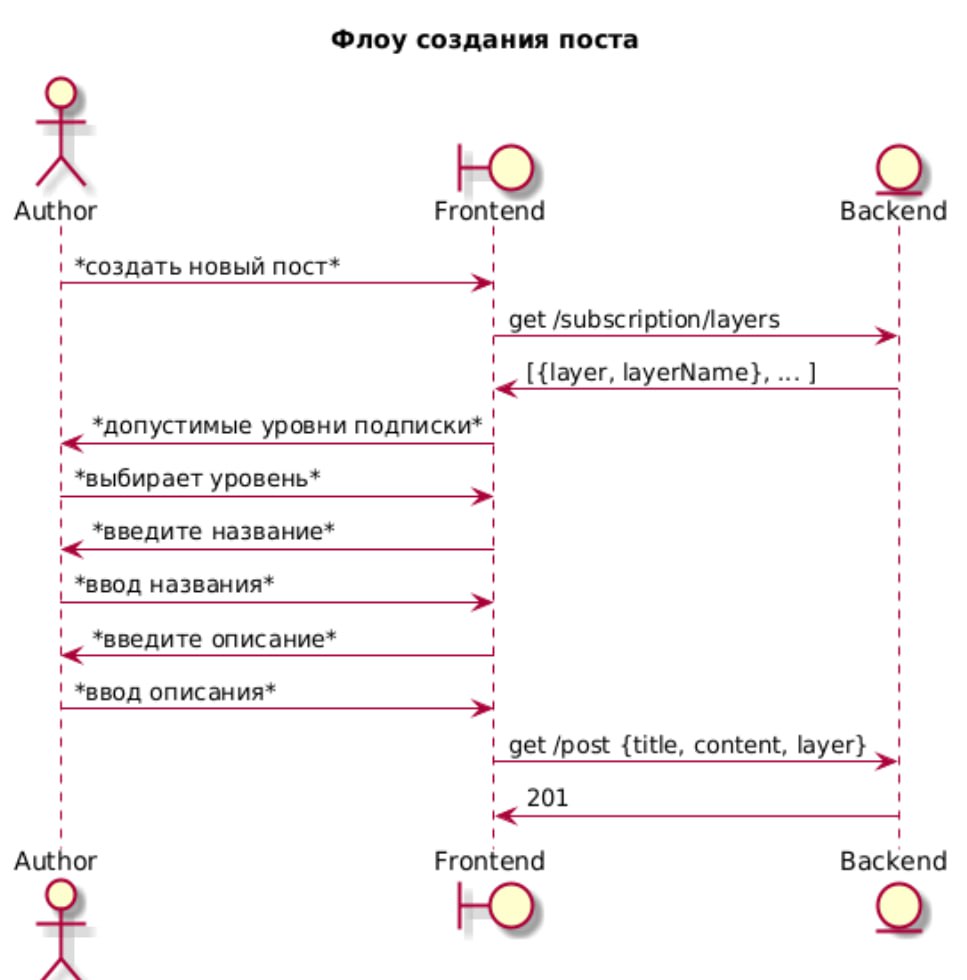 Флоу создания поста
Author
Frontend
Backend
*создать новый пост*
get /subscription/layers
[{layer, layerName}, ... ]
*допустимые уровни подписки*
*выбирает уровень*
*введите название*
*ввод названия*
*введите описание*
*ввод описания*
get /post {title, content, layer}
201
Author
Frontend
Backend